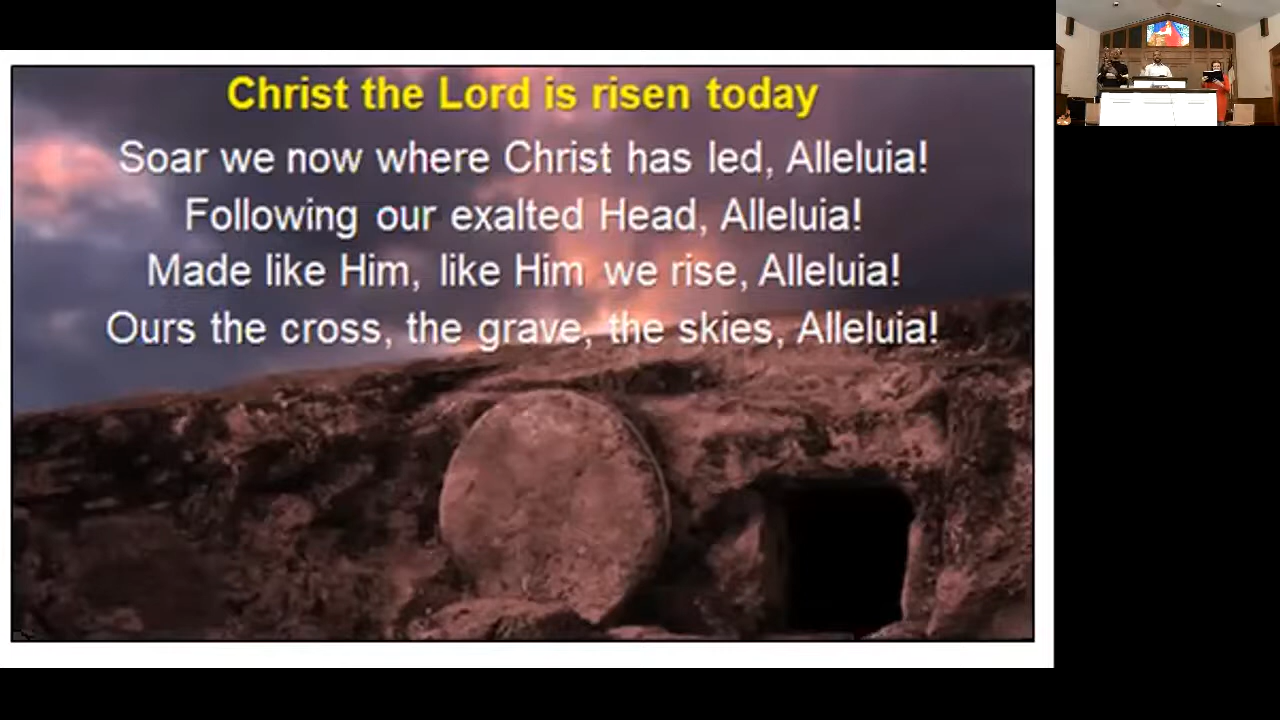 Christ the Lord is risen today
Soar we now where Christ has led, Alleluia!
Following our exalted Head, Alleluia!
Made like Him, like Him we rise, Alleluia!
Ours the cross, the grave, the skies, Alleluia!